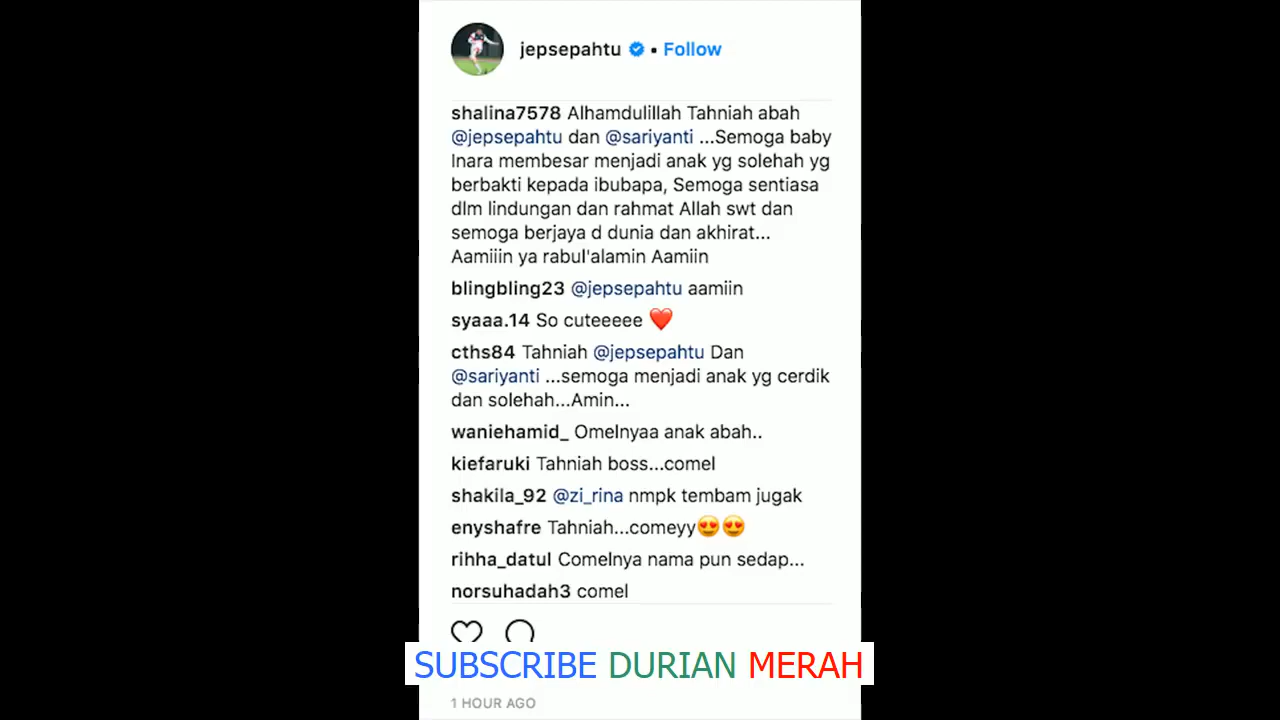 jepsepahtu • Follow
shalina7578 Alhamdulillah Tahniah abah
@jepsepahtu dan @sariyanti ...Semoga baby
Inara membesar menjadi anak yg solehah yg
berbakti kepada ibubapa, Semoga sentiasa
dlm lindungan dan rahmat Allah swt dan
semoga berjaya d dunia dan akhirat...
Aamiiin ya rabul'alamin Aamiin
blingbling23 @jepsepahtu aamiin
syaaa.14 So cuteeeee ❤️
cths84 Tahniah @jepsepahtu Dan
@sariyanti ...semoga menjadi anak yg cerdik
dan solehah...Amin...
waniehamid_ Omelnyaa anak abah..
kiefaruki Tahniah boss...comel
shakila_92 @zi_rina nmpk tembam jugak
enyshafre Tahniah...comeyy😍😍
rihha_datul Comelnya nama pun sedap...
norsuhadah3 comel
SUBSCRIBE DURIAN MERAH
1 HOUR AGO